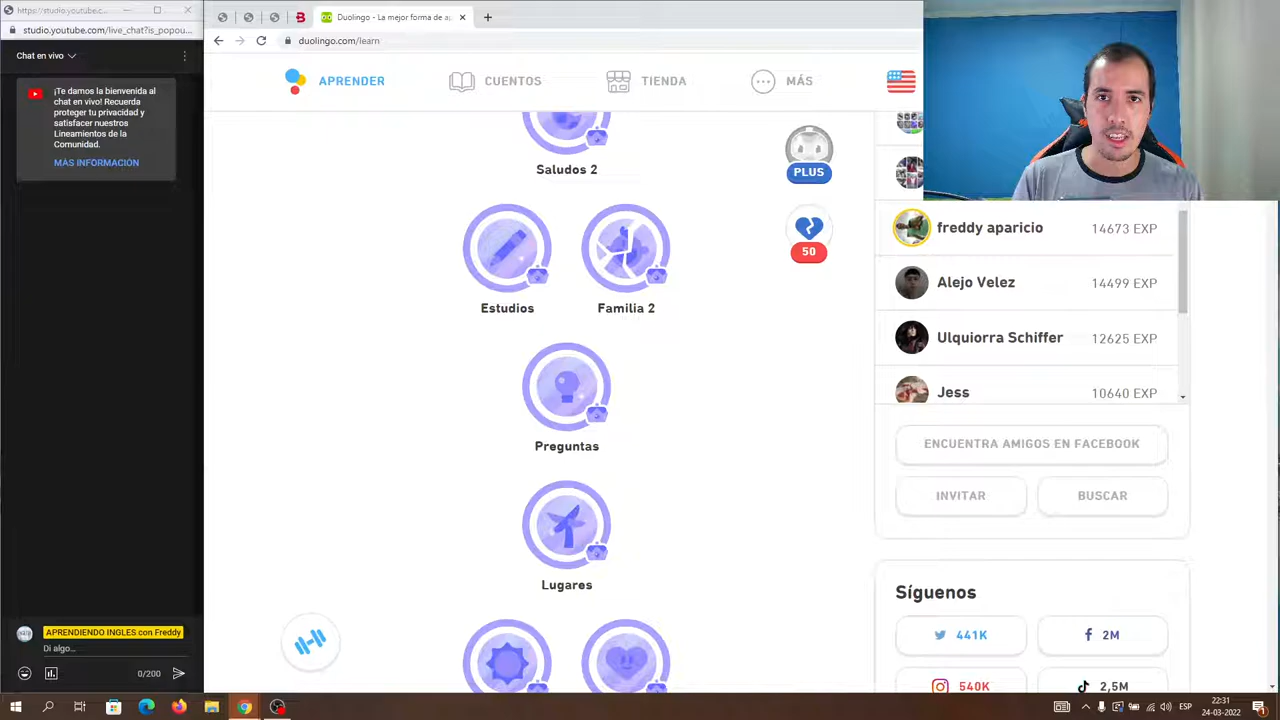 https://studio.youtube.c...
studio.youtube.com/live_chat?is_popou...
Chat en vivo
¡Te damos la bienvenida al
chat en vivo! Recuerda
proteger tu privacidad y
satisfacer nuestros
Lineamientos de la
Comunidad.
MÁS INFORMACIÓN
APRENDIENDO INGLES con Freddy
Di algo...
0/200
Duolingo - La mejor forma de ap
duolingo.com/learn
APRENDER
CUENTOS
TIENDA
MÁS
Saludos 2
Estudios
Familia 2
Preguntas
Lugares
PLUS
50
freddy aparicio 14673 EXP
Alejo Velez 14499 EXP
Ulquiorra Schiffer 12625 EXP
Jess 10640 EXP
ENCUENTRA AMIGOS EN FACEBOOK
INVITAR
BUSCAR
Síguenos
441K
2M
540K
2,5M
ESP
22:31
24-03-2022
1